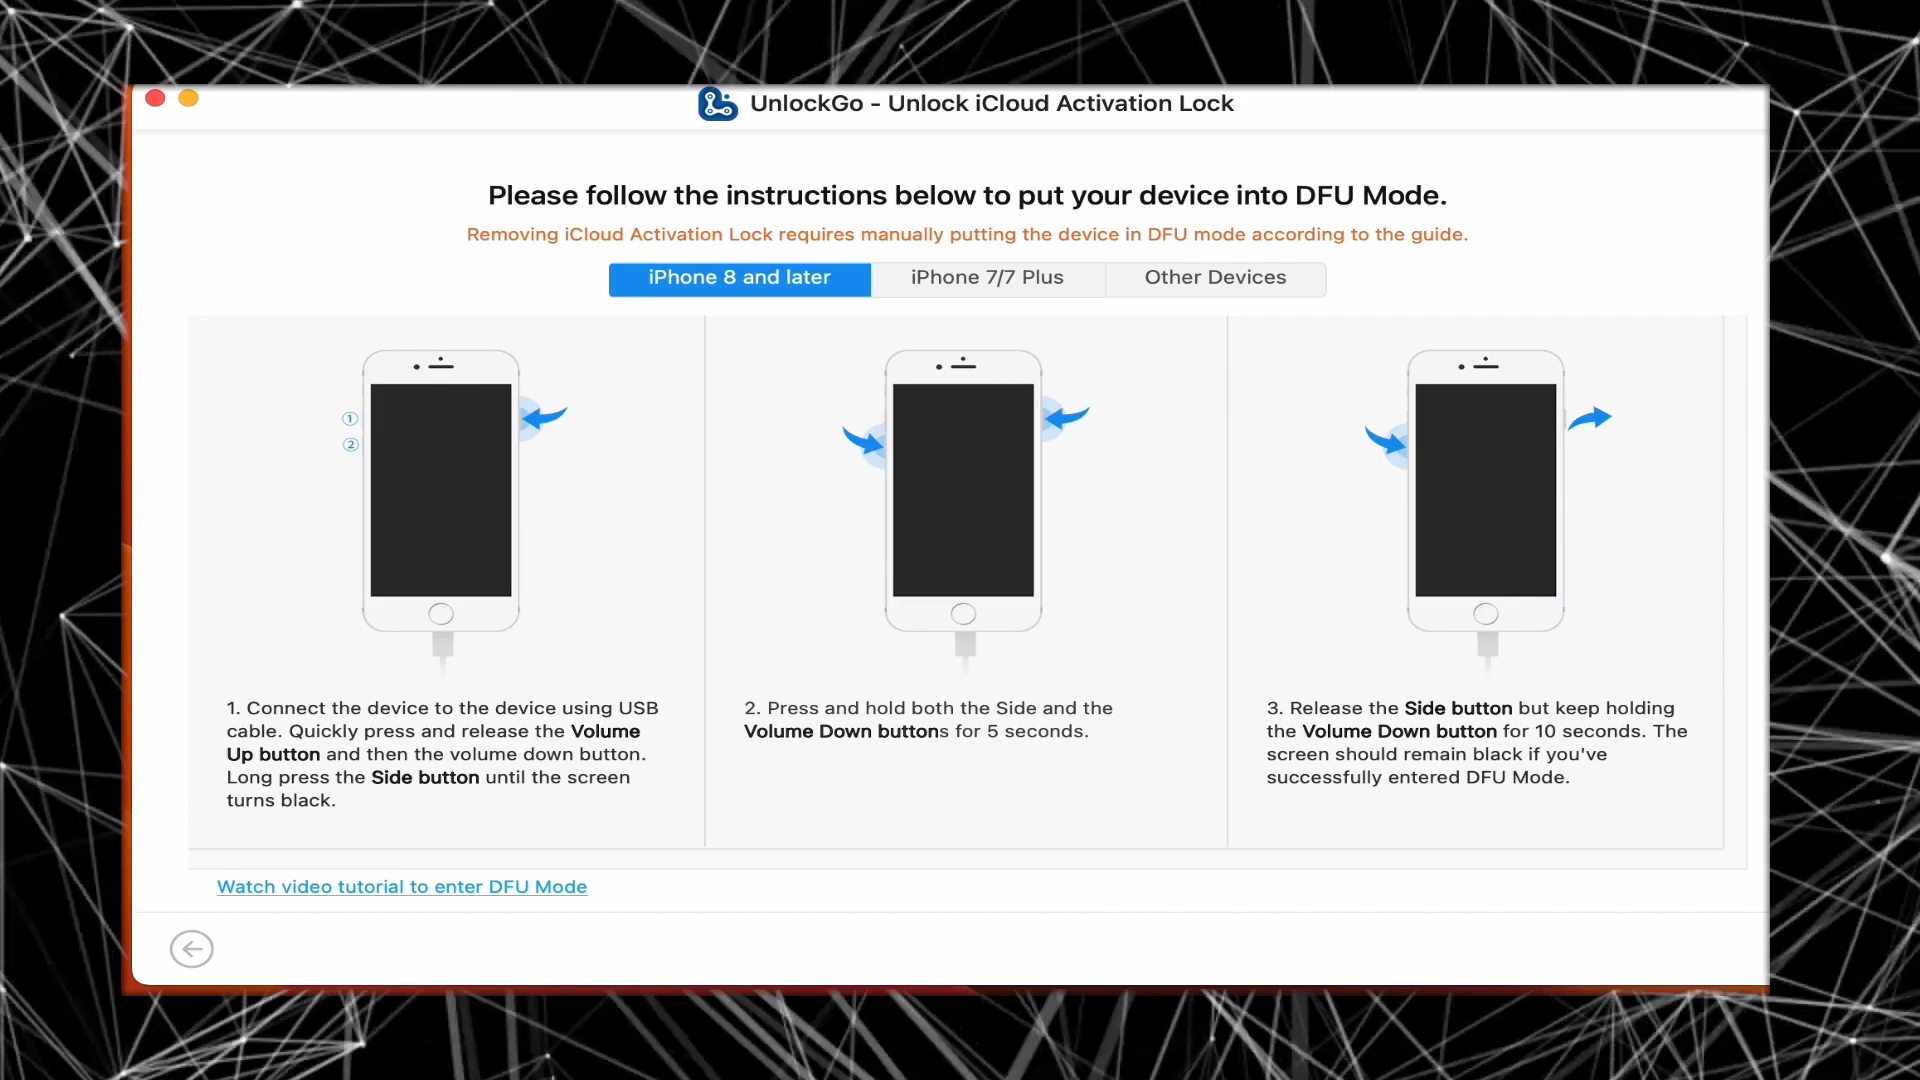 UnlockGo - Unlock iCloud Activation Lock
Please follow the instructions below to put your device into DFU Mode.
Removing iCloud Activation Lock requires manually putting the device in DFU mode according to the guide.
iPhone 8 and later
iPhone 7/7 Plus
Other Devices
①
②
1. Connect the device to the device using USB
cable. Quickly press and release the Volume
Up button and then the volume down button.
Long press the Side button until the screen
turns black.
2. Press and hold both the Side and the
Volume Down buttons for 5 seconds.
3. Release the Side button but keep holding
the Volume Down button for 10 seconds. The
screen should remain black if you've
successfully entered DFU Mode.
Watch video tutorial to enter DFU Mode